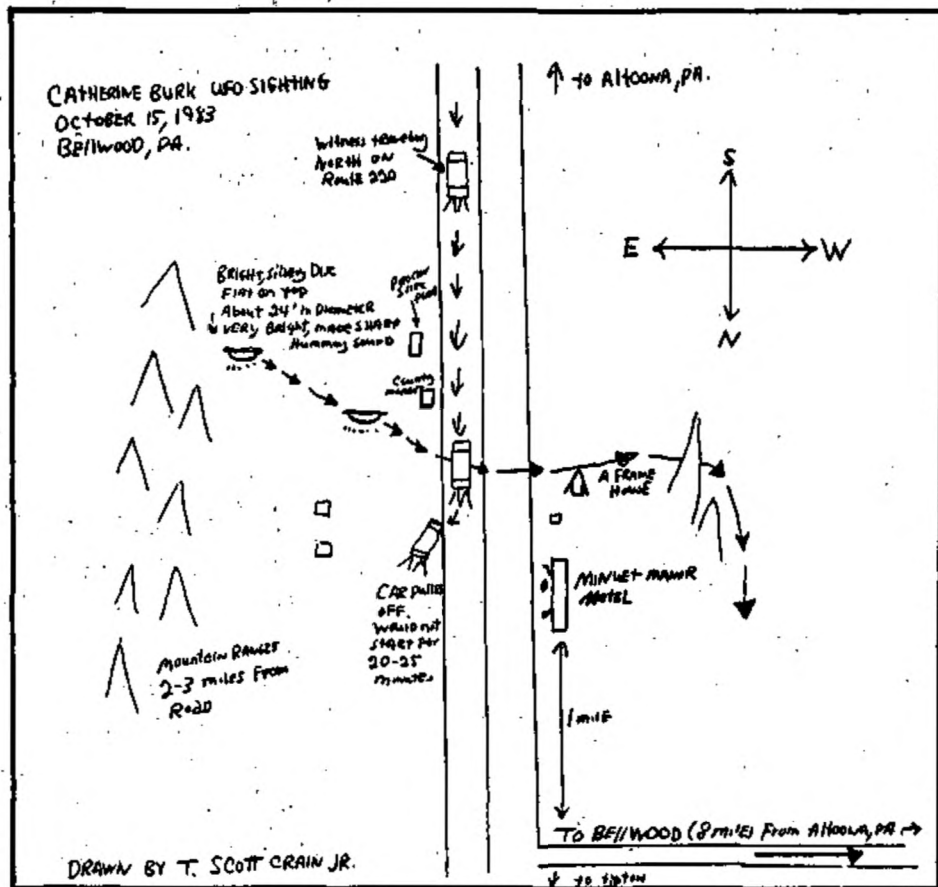 CATHERINE BURK UFO SIGHTING
OCTOBER 15, 1983
BELLWOOD, PA.
↑ to Altoona, PA.
Witness traveling
North on
Route 220
S
E
W
N
BRIGHT, Silvery Disc
Flat on top
About 24' in Diameter
VERY Bright, made SHARP
Humming Sound
County
A FRAME
HOUSE
CAR PULLS
OFF.
WOULD not
START FOR
20-25
minutes
MINUET MANOR
MOTEL
Mountain Ranges
2-3 miles From
Road
1 mile
TO BELLWOOD (8 miles From Altoona, PA →
DRAWN BY T. SCOTT CRAIN JR.
↓ to tipton